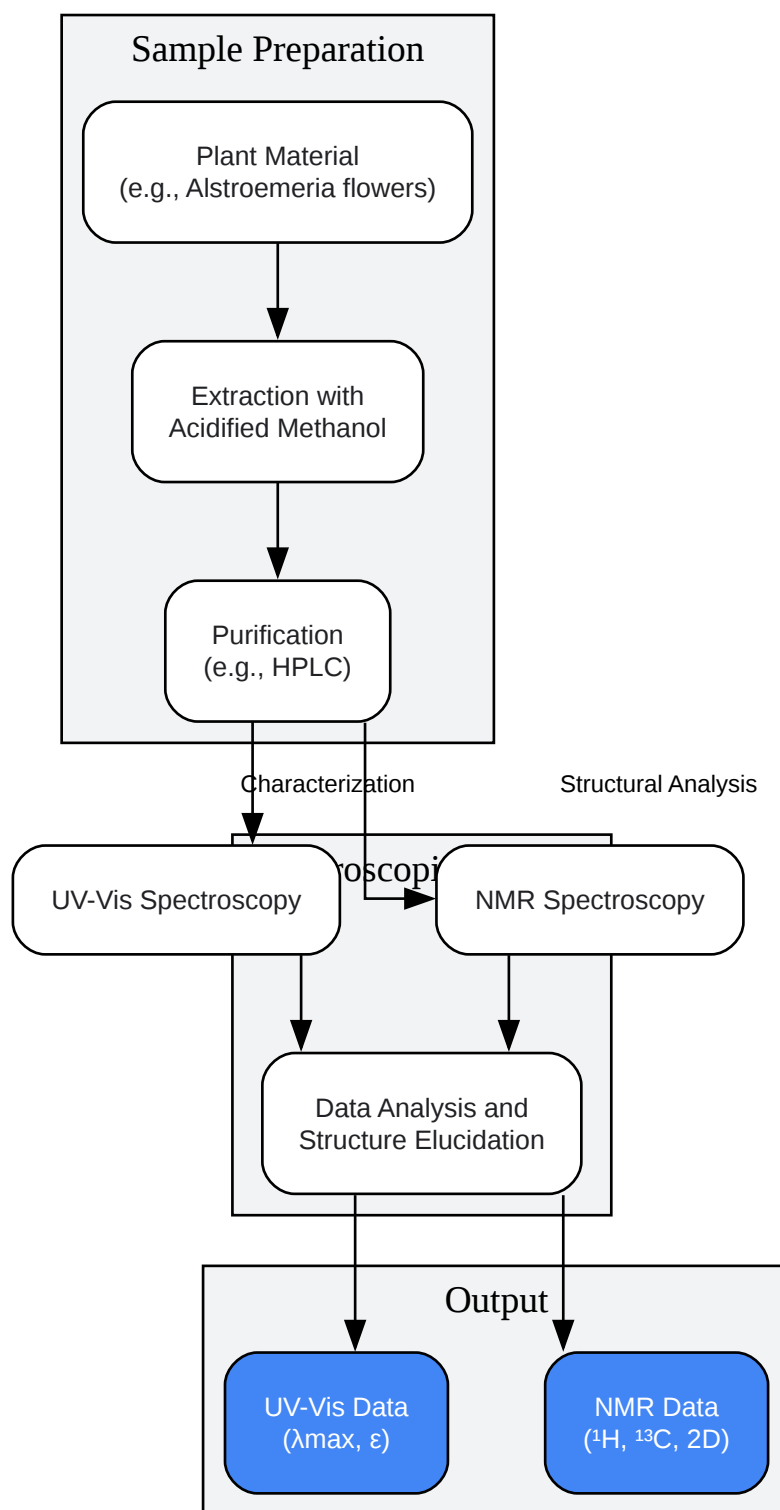 Sample Preparation
Plant Material
(e.g., Alstroemeria flowers)
Extraction with
Acidified Methanol
Purification
(e.g., HPLC)
Characterization
Structural Analysis
UV-Vis Spectroscopy
NMR Spectroscopy
Data Analysis and
Structure Elucidation
Output
UV-Vis Data
(λmax, ε)
NMR Data
(¹H, ¹³C, 2D)